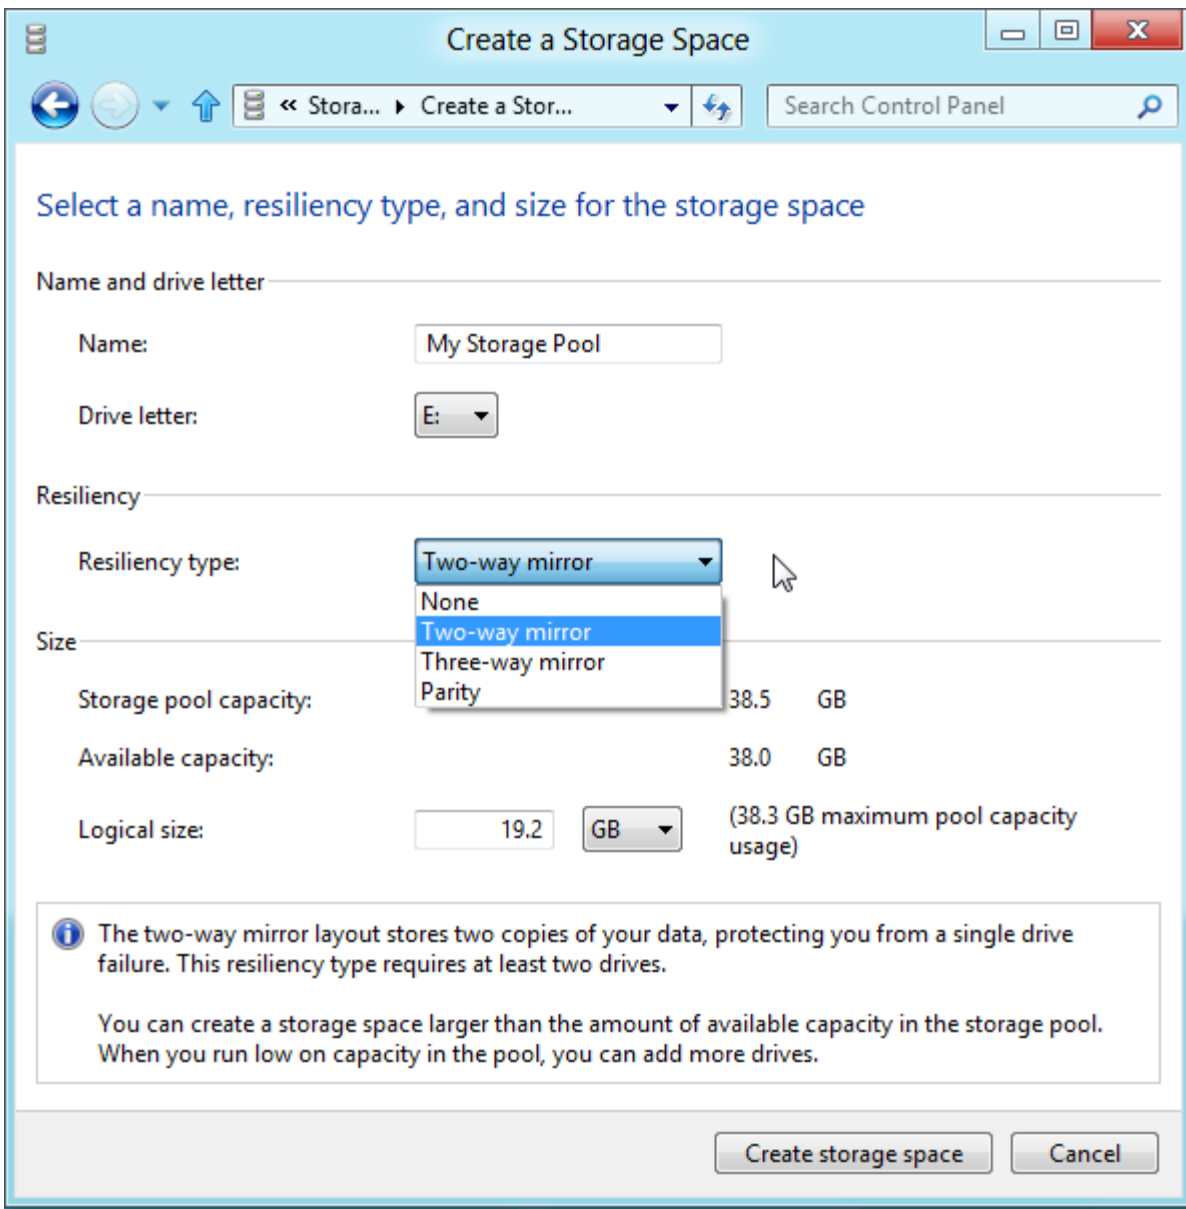 Create a Storage Space
« Stora... Create a Stor...
Search Control Panel
Select a name, resiliency type, and size for the storage space
Name and drive letter
Name: My Storage Pool
Drive letter: E:
Resiliency
Resiliency type: Two-way mirror
None
Two-way mirror
Size
Three-way mirror
Parity
Storage pool capacity: 38.5 GB
Available capacity: 38.0 GB
Logical size: 19.2 GB (38.3 GB maximum pool capacity
usage)
The two-way mirror layout stores two copies of your data, protecting you from a single drive
failure. This resiliency type requires at least two drives.
You can create a storage space larger than the amount of available capacity in the storage pool.
When you run low on capacity in the pool, you can add more drives.
Create storage space Cancel